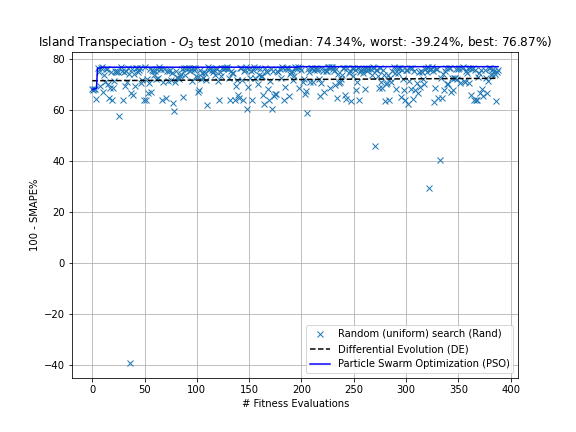 Island Transpeciation - O₃ test 2010 (median: 74.34%, worst: -39.24%, best: 76.87%)
80
60
40
20
0
−20
−40
100 - SMAPE%
Random (uniform) search (Rand)
Differential Evolution (DE)
Particle Swarm Optimization (PSO)
0 50 100 150 200 250 300 350 400
# Fitness Evaluations